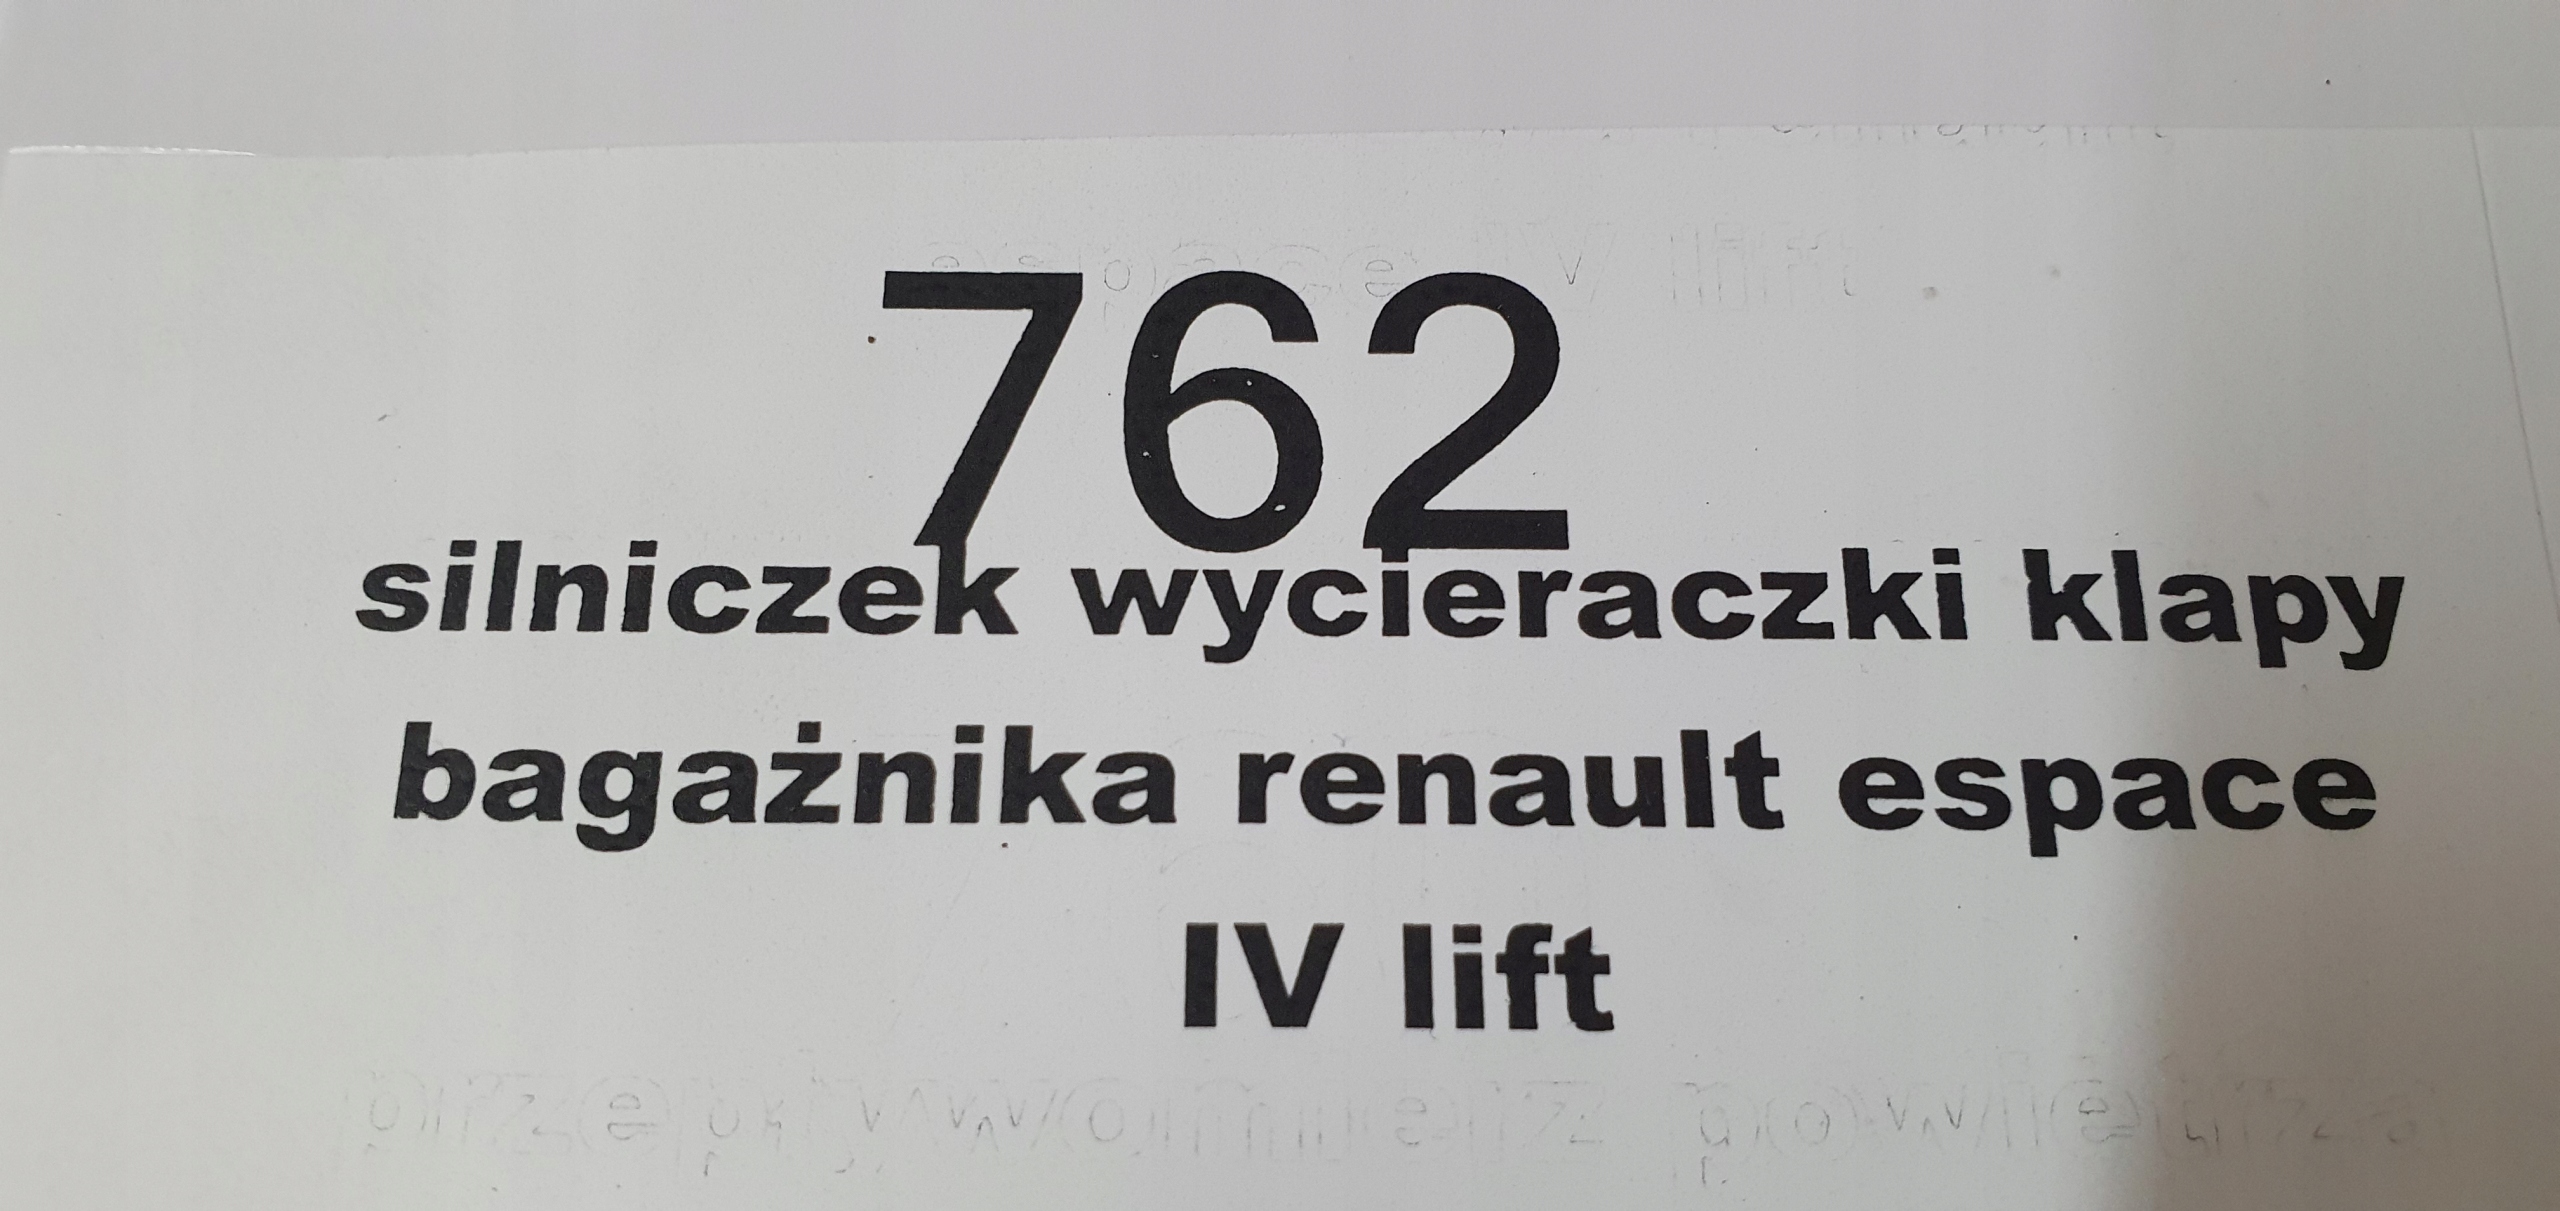 762
silniczek wycieraczki klapy
bagażnika renault espace
IV lift